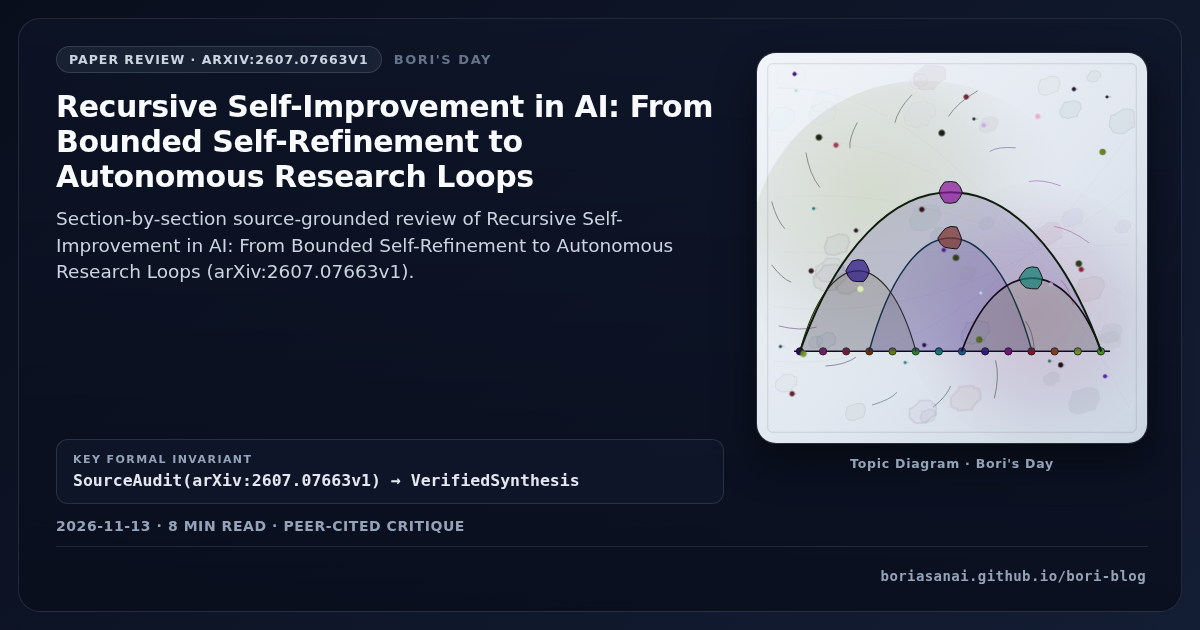 PAPER REVIEW · ARXIV:2607.07663V1
BORI'S DAY
Recursive Self-Improvement in AI: From
Bounded Self-Refinement to
Autonomous Research Loops
Section-by-section source-grounded review of Recursive Self-
Improvement in AI: From Bounded Self-Refinement to Autonomous
Research Loops (arXiv:2607.07663v1).
KEY FORMAL INVARIANT
SourceAudit(arXiv:2607.07663v1) → VerifiedSynthesis
2026-11-13 · 8 MIN READ · PEER-CITED CRITIQUE
Topic Diagram · Bori's Day
boriasanai.github.io/bori-blog